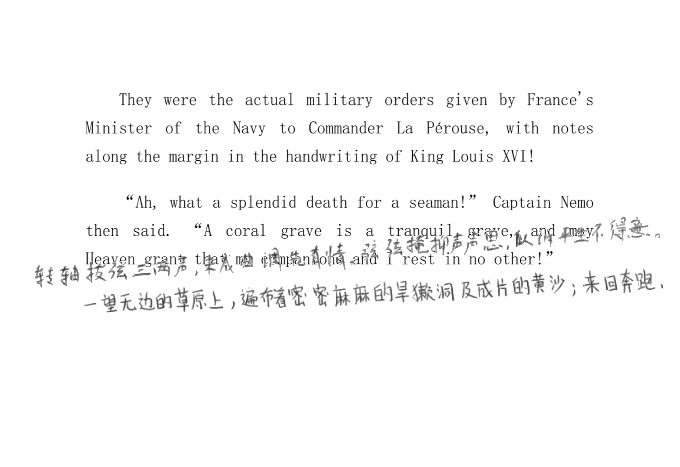 They were the actual military orders given by France's
Minister of the Navy to Commander La Pérouse, with notes
along the margin in the handwriting of King Louis XVI!
“Ah, what a splendid death for a seaman!” Captain Nemo
then said. “A coral grave is a tranquil grave, and may
Heaven grant that my companions and I rest in no other!”
转轴拨弦三两声，未成曲调先有情。弦弦掩抑声声思，似诉平生不得意。
一望无边的草原上，遍布着密密麻麻的旱獭洞及成片的黄沙；来回奔跑，